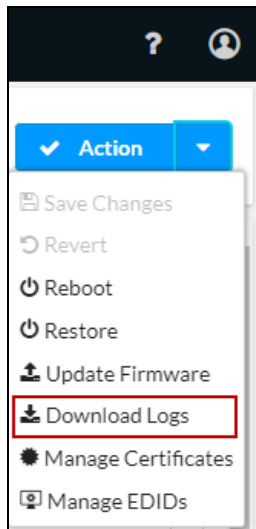 ?
Action
Save Changes
Revert
Reboot
Restore
Update Firmware
Download Logs
Manage Certificates
Manage EDIDs